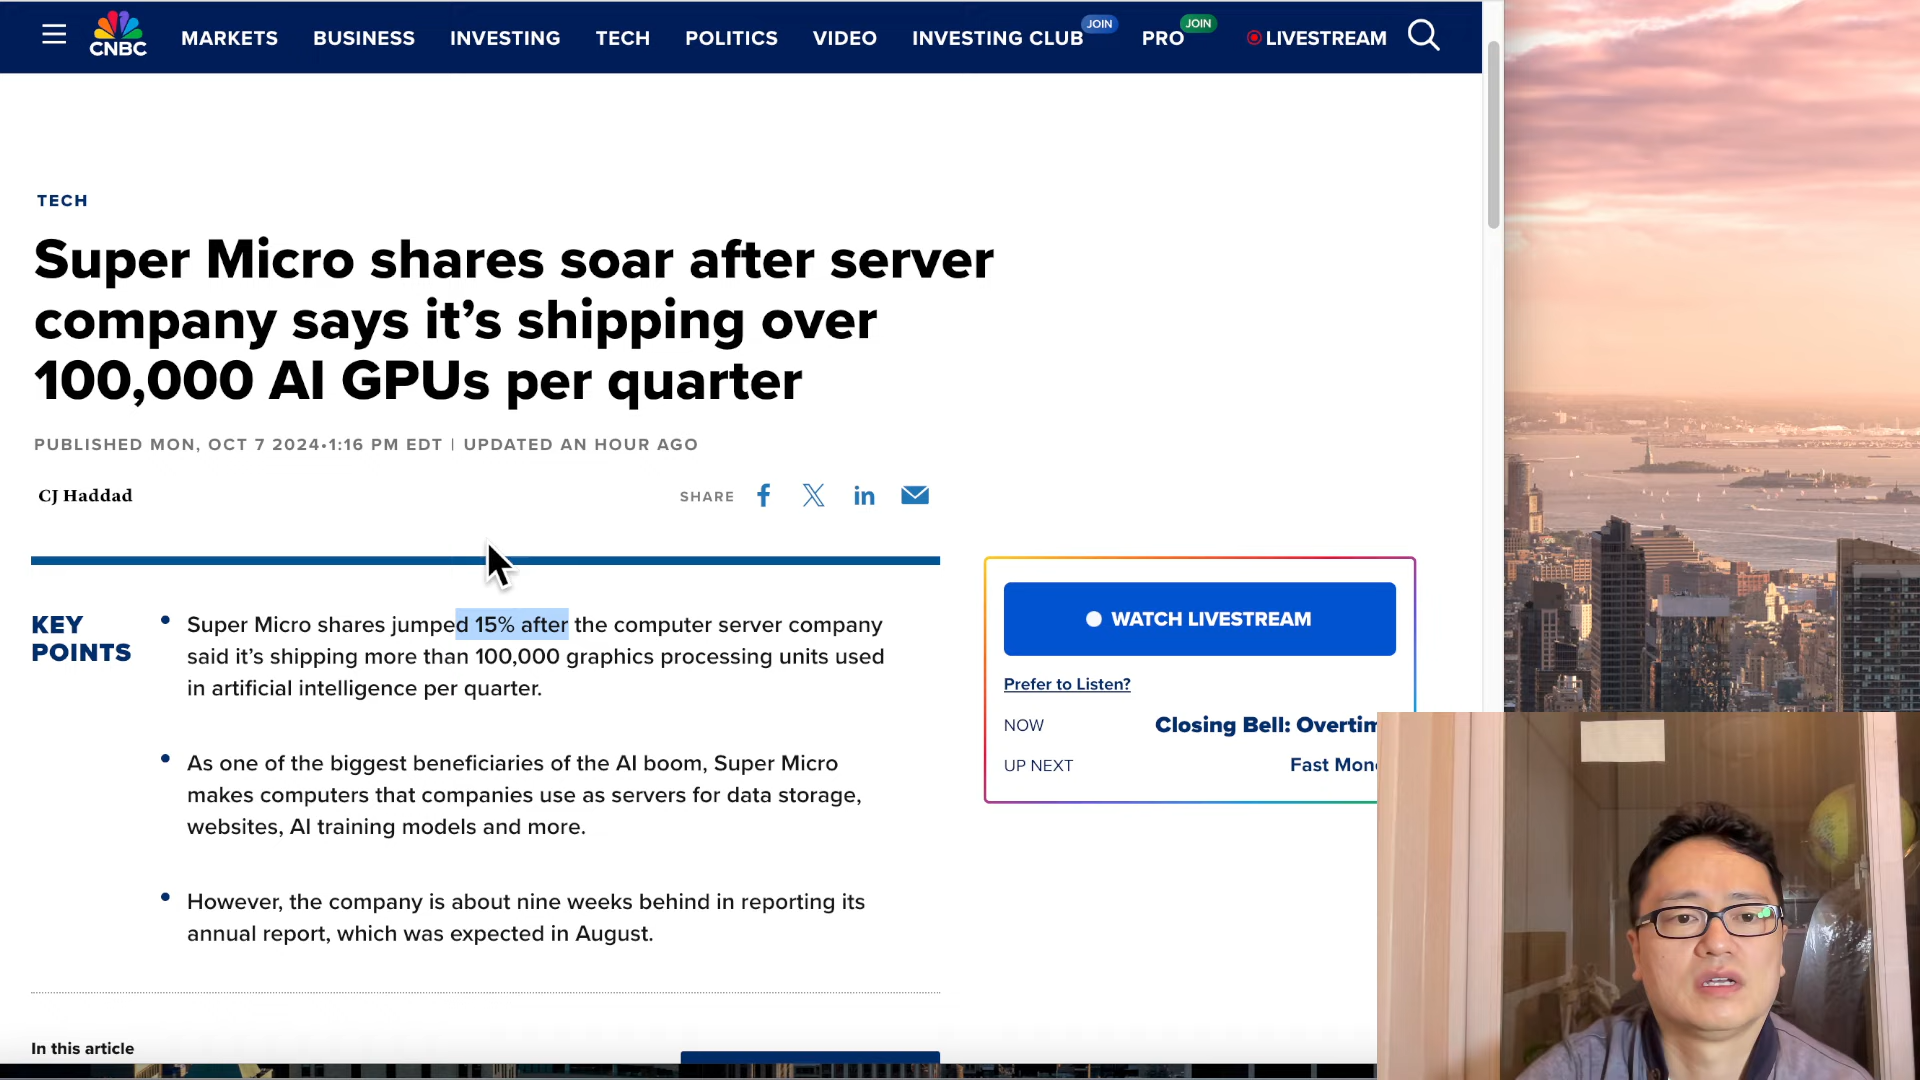 CNBC
MARKETS BUSINESS INVESTING TECH POLITICS VIDEO INVESTING CLUB JOIN PRO JOIN LIVESTREAM
TECH
Super Micro shares soar after server
company says it’s shipping over
100,000 AI GPUs per quarter
PUBLISHED MON, OCT 7 2024•1:16 PM EDT | UPDATED AN HOUR AGO
CJ Haddad
SHARE
KEY
POINTS
• Super Micro shares jumped 15% after the computer server company
said it’s shipping more than 100,000 graphics processing units used
in artificial intelligence per quarter.
• As one of the biggest beneficiaries of the AI boom, Super Micro
makes computers that companies use as servers for data storage,
websites, AI training models and more.
• However, the company is about nine weeks behind in reporting its
annual report, which was expected in August.
In this article
WATCH LIVESTREAM
Prefer to Listen?
NOW Closing Bell: Overtim
UP NEXT Fast Mon